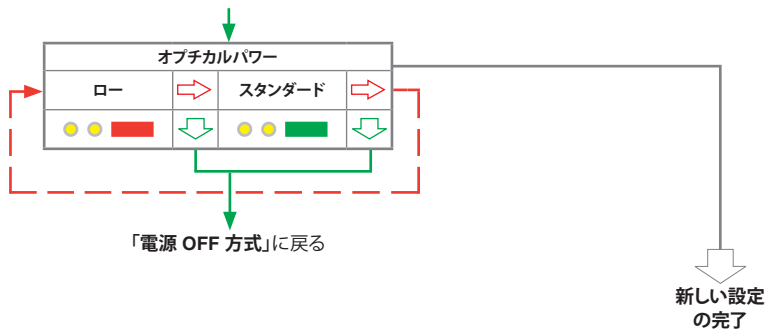 オプチカルパワー
ロー
スタンダード
「電源 OFF 方式」に戻る
新しい設定
の完了